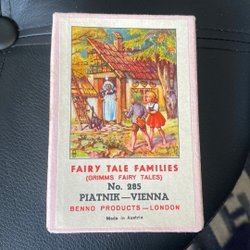 FAIRY TALE FAMILIES
(GRIMMS FAIRY TALES)
No. 285
PIATNIK—VIENNA
BENNO PRODUCTS—LONDON
Made in Austria